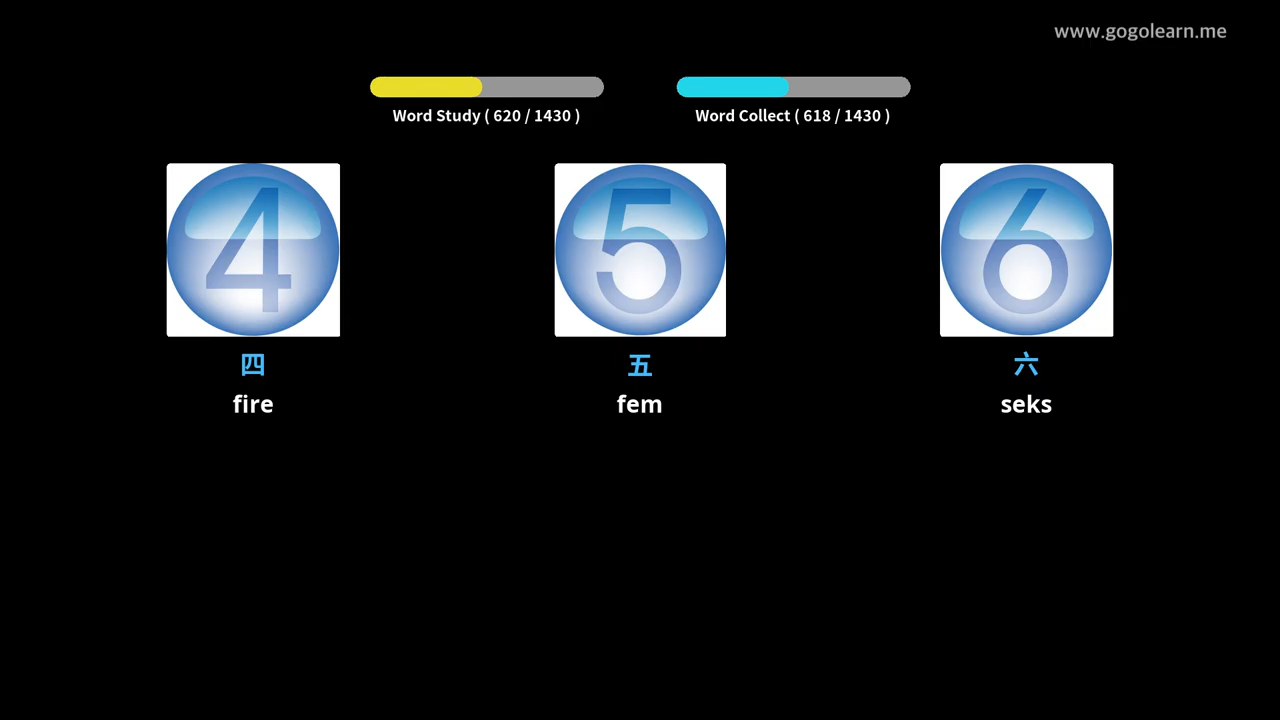 www.gogolearn.me
Word Study ( 620 / 1430 )
Word Collect ( 618 / 1430 )
4
5
6
四
五
六
fire
fem
seks